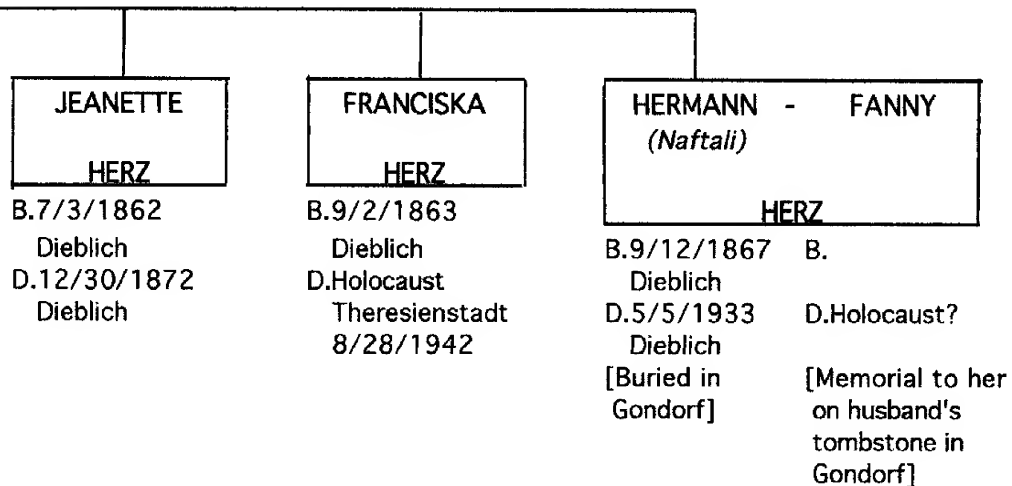 JEANETTE
HERZ
B.7/3/1862
Dieblich
D.12/30/1872
Dieblich
FRANCISKA
HERZ
B.9/2/1863
Dieblich
D.Holocaust
Theresienstadt
8/28/1942
HERMANN - FANNY
(Naftali)
HERZ
B.9/12/1867
Dieblich
D.5/5/1933
Dieblich
[Buried in
Gondorf]
B.
D.Holocaust?
[Memorial to her
on husband's
tombstone in
Gondorf]